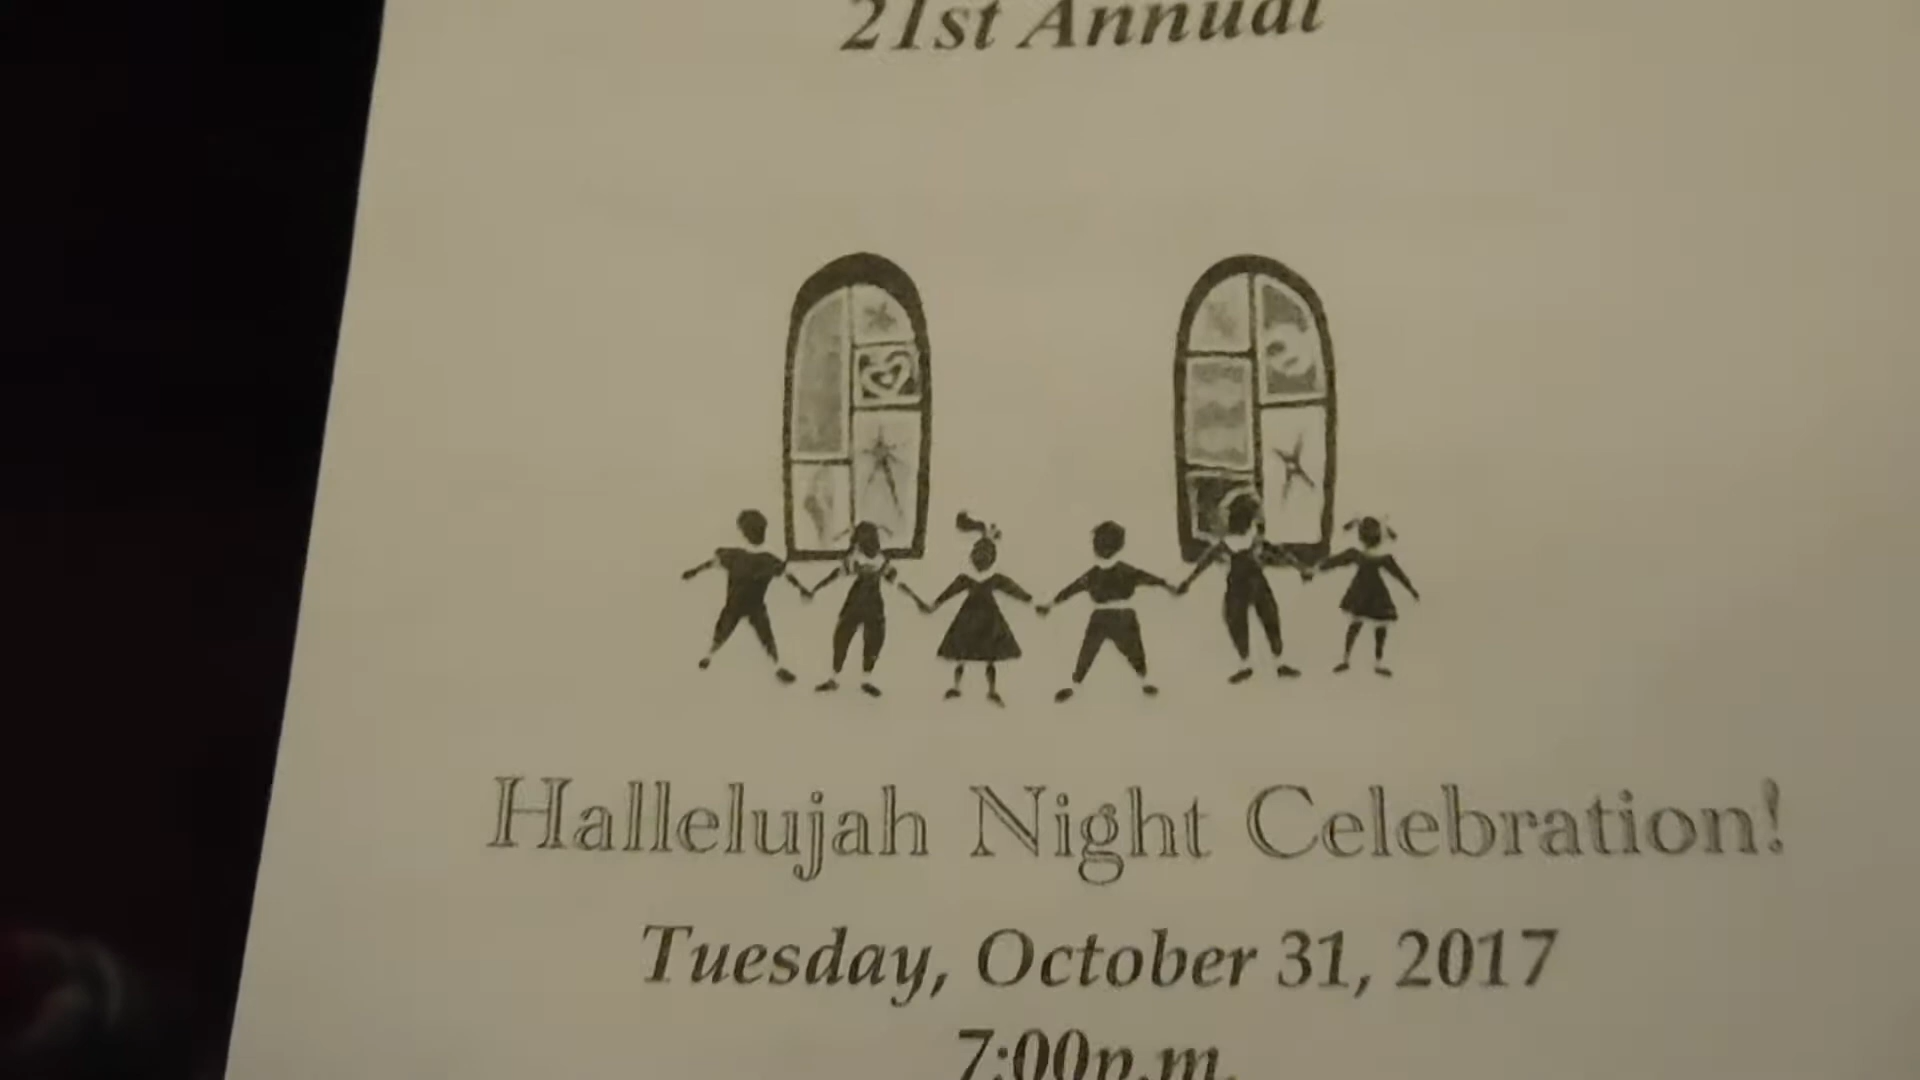 21st Annual
Hallelujah Night Celebration!
Tuesday, October 31, 2017
7:00p.m.